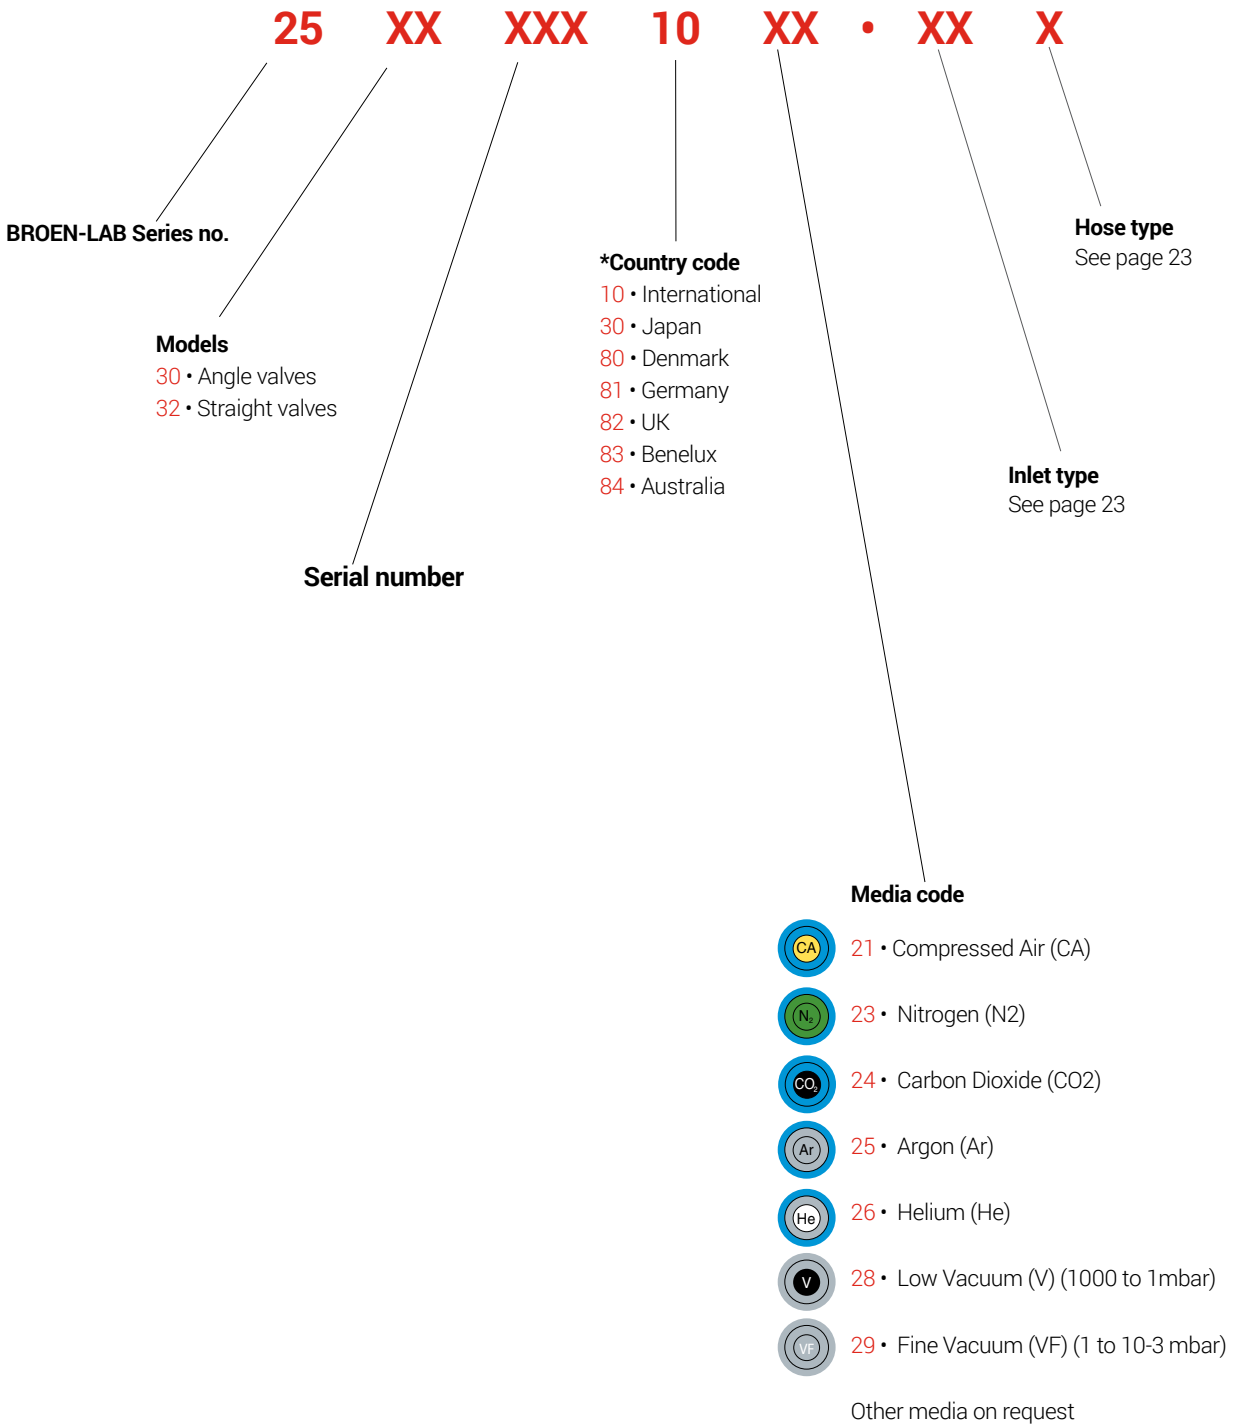 25 XX XXX 10 XX • XX X
BROEN-LAB Series no.
Models
30 • Angle valves
32 • Straight valves
Serial number
*Country code
10 • International
30 • Japan
80 • Denmark
81 • Germany
82 • UK
83 • Benelux
84 • Australia
Hose type
See page 23
Inlet type
See page 23
Media code
CA 21 • Compressed Air (CA)
N₂ 23 • Nitrogen (N2)
CO₂ 24 • Carbon Dioxide (CO2)
Ar 25 • Argon (Ar)
He 26 • Helium (He)
V 28 • Low Vacuum (V) (1000 to 1mbar)
VF 29 • Fine Vacuum (VF) (1 to 10-3 mbar)
Other media on request